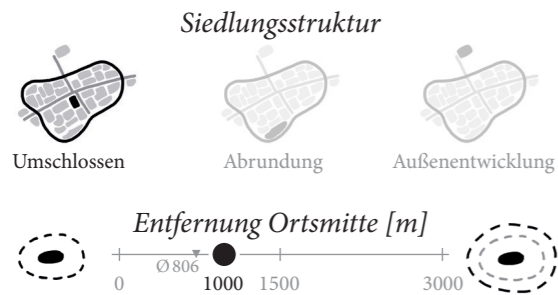 Siedlungsstruktur
Umschlossen Abrundung Außenentwicklung
Entfernung Ortsmitte [m]
Ø 806
0 1000 1500 3000